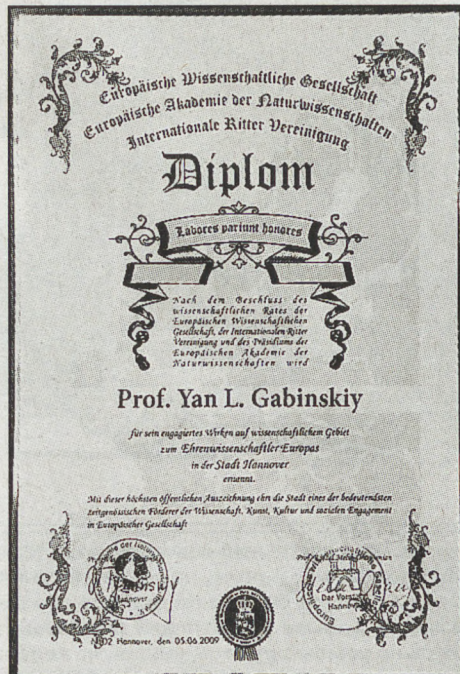 Europäische Wissenschaftliche Gesellschaft
Europäische Akademie der Naturwissenschaften
Internationale Ritter Vereinigung
Diplom
Labores pariunt honores
Nach dem Beschluss des
wissenschaftlichen Rates der
Europäischen Wissenschaftlichen
Gesellschaft, der Internationalen Ritter
Vereinigung und des Präsidiums der
Europäischen Akademie der
Naturwissenschaften wird
Prof. Yan L. Gabinskiy
für sein engagiertes Wirken auf wissenschaftlichem Gebiet
zum Ehrenwissenschaftler Europas
in der Stadt Hannover
ernannt.
Mit dieser höchsten öffentlichen Auszeichnung ehrt die Stadt eines der bedeutendsten
zeitgenössischen Förderer der Wissenschaft, Kunst, Kultur und sozialen Engagement
in Europäischer Gesellschaft
Hannover
Der Vorstand
Hannover, den 05.06 2009